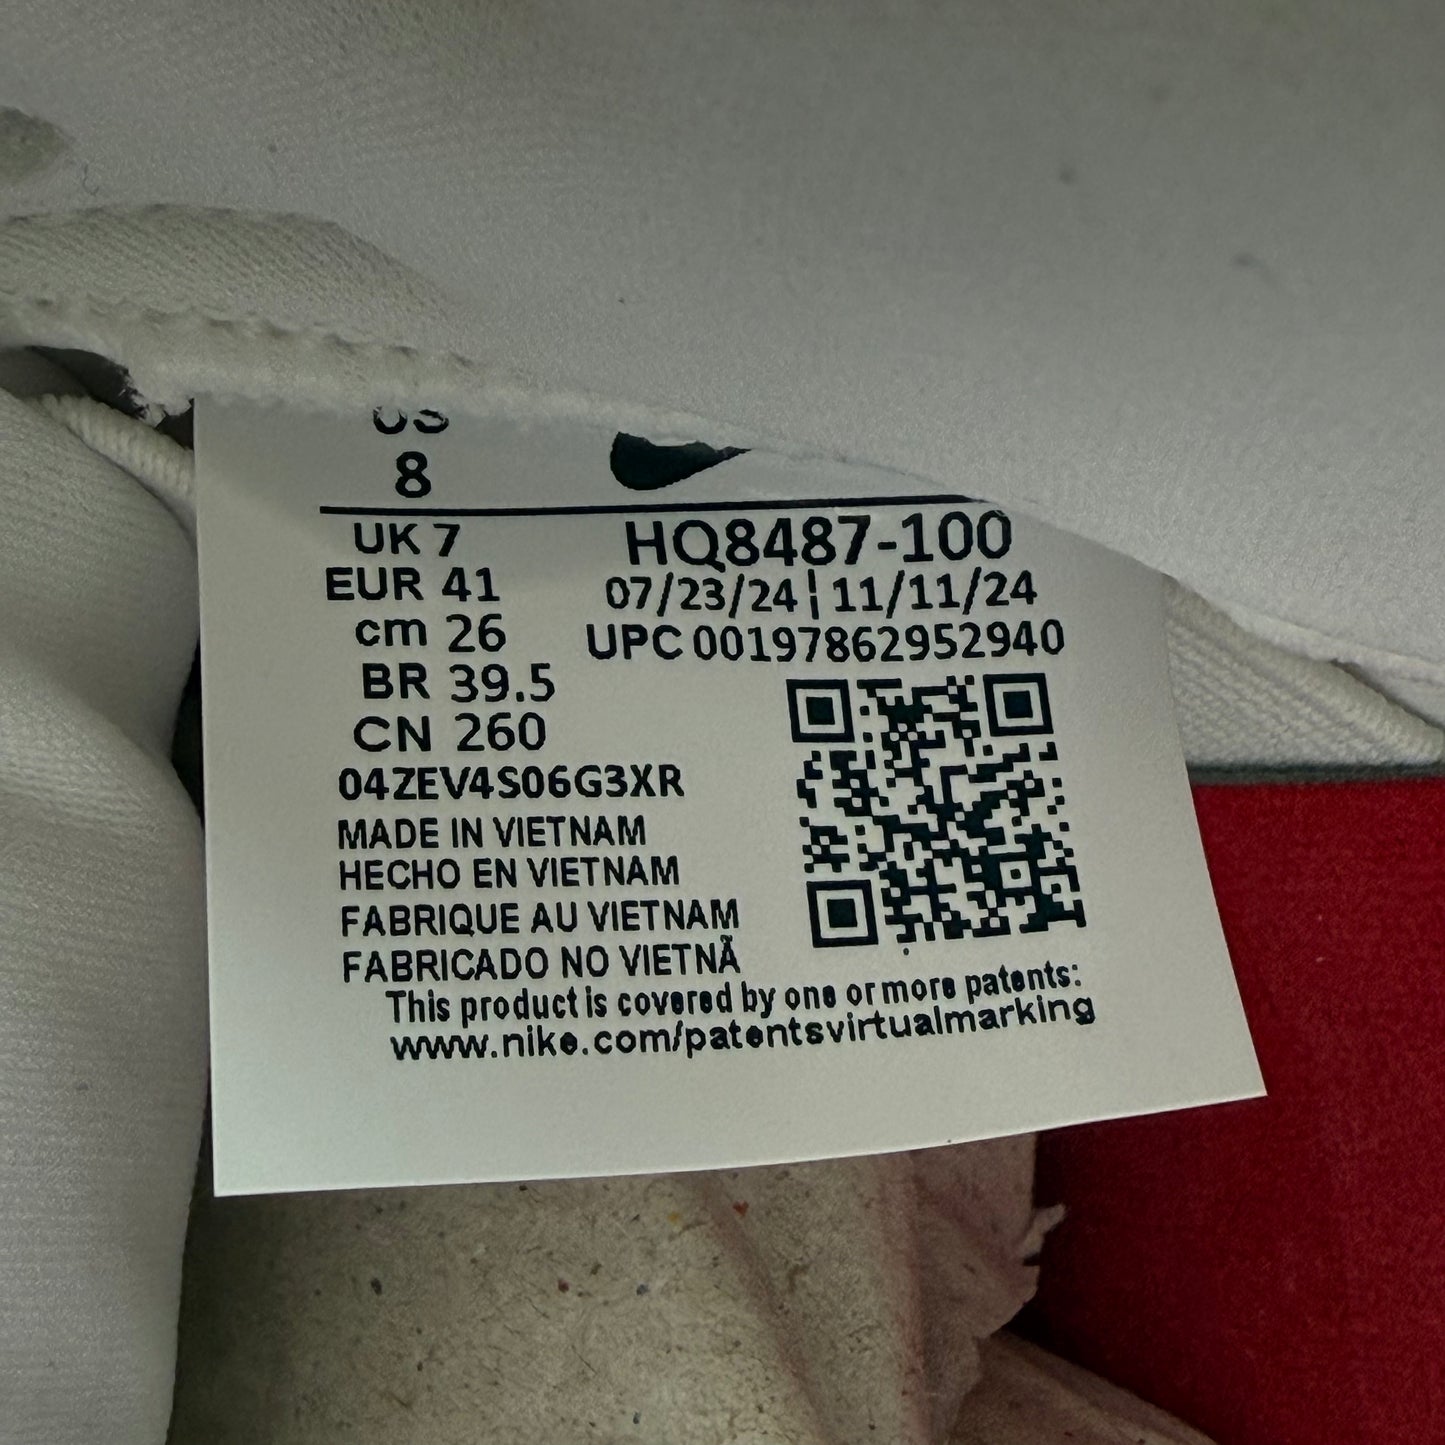 US
8
UK 7
EUR 41
cm 26
BR 39.5
CN 260
HQ8487-100
07/23/24 ¦ 11/11/24
UPC 00197862952940
04ZEV4S06G3XR
MADE IN VIETNAM
HECHO EN VIETNAM
FABRIQUE AU VIETNAM
FABRICADO NO VIETNÃ
This product is covered by one or more patents:
www.nike.com/patentsvirtualmarking